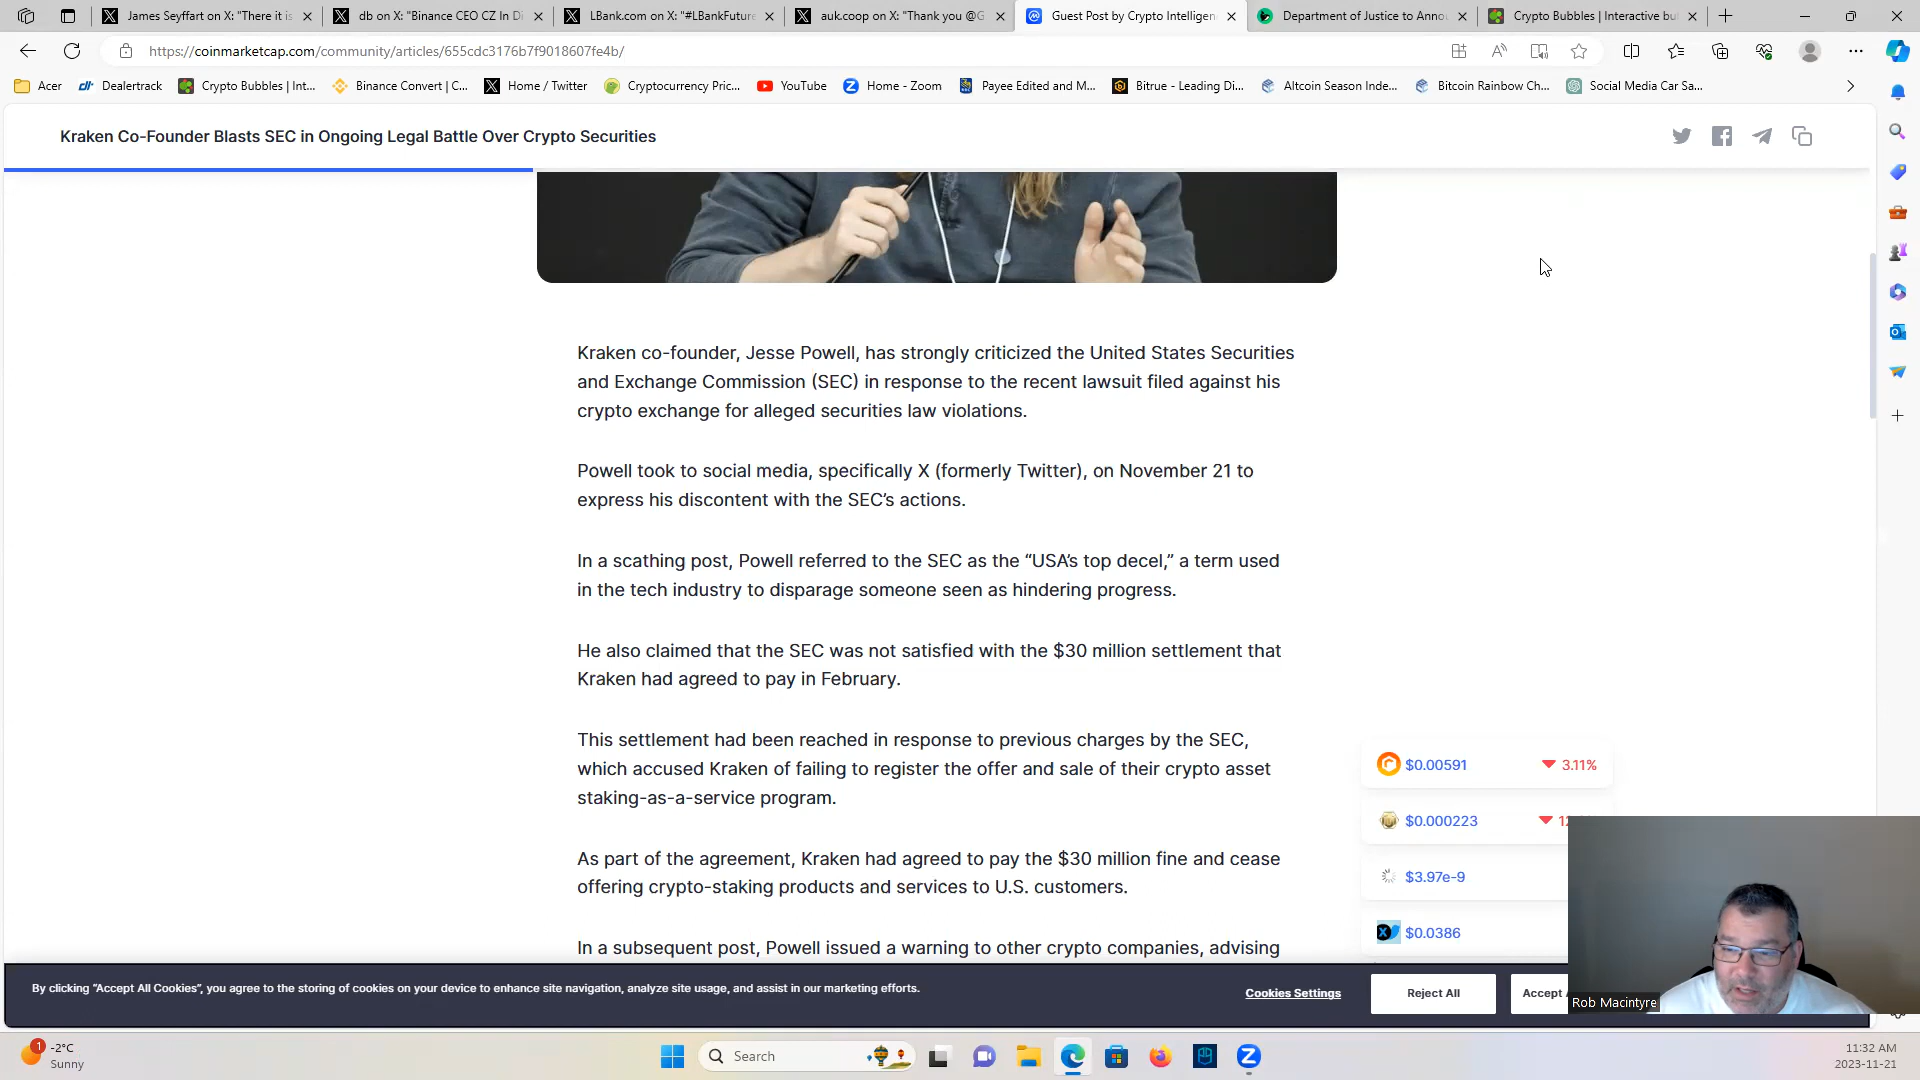 James Seyffart on X: "There it is
db on X: "Binance CEO CZ In Di
LBank.com on X: "#LBankFuture
auk.coop on X: "Thank you @G
Guest Post by Crypto Intelligen
Department of Justice to Annou
Crypto Bubbles | Interactive bu
https://coinmarketcap.com/community/articles/655cdc3176b7f9018607fe4b/
Acer
Dealertrack
Crypto Bubbles | Int...
Binance Convert | C...
Home / Twitter
Cryptocurrency Pric...
YouTube
Home - Zoom
Payee Edited and M...
Bitrue - Leading Di...
Altcoin Season Inde...
Bitcoin Rainbow Ch...
Social Media Car Sa...
Kraken Co-Founder Blasts SEC in Ongoing Legal Battle Over Crypto Securities
Kraken co-founder, Jesse Powell, has strongly criticized the United States Securities
and Exchange Commission (SEC) in response to the recent lawsuit filed against his
crypto exchange for alleged securities law violations.
Powell took to social media, specifically X (formerly Twitter), on November 21 to
express his discontent with the SEC's actions.
In a scathing post, Powell referred to the SEC as the “USA's top decel,” a term used
in the tech industry to disparage someone seen as hindering progress.
He also claimed that the SEC was not satisfied with the $30 million settlement that
Kraken had agreed to pay in February.
This settlement had been reached in response to previous charges by the SEC,
which accused Kraken of failing to register the offer and sale of their crypto asset
staking-as-a-service program.
As part of the agreement, Kraken had agreed to pay the $30 million fine and cease
offering crypto-staking products and services to U.S. customers.
In a subsequent post, Powell issued a warning to other crypto companies, advising
$0.00591 3.11%
$0.000223 12
$3.97e-9
$0.0386
By clicking “Accept All Cookies”, you agree to the storing of cookies on your device to enhance site navigation, analyze site usage, and assist in our marketing efforts.
Cookies Settings
Reject All
Accept
Rob Macintyre
1
-2°C
Sunny
Search
11:32 AM
2023-11-21